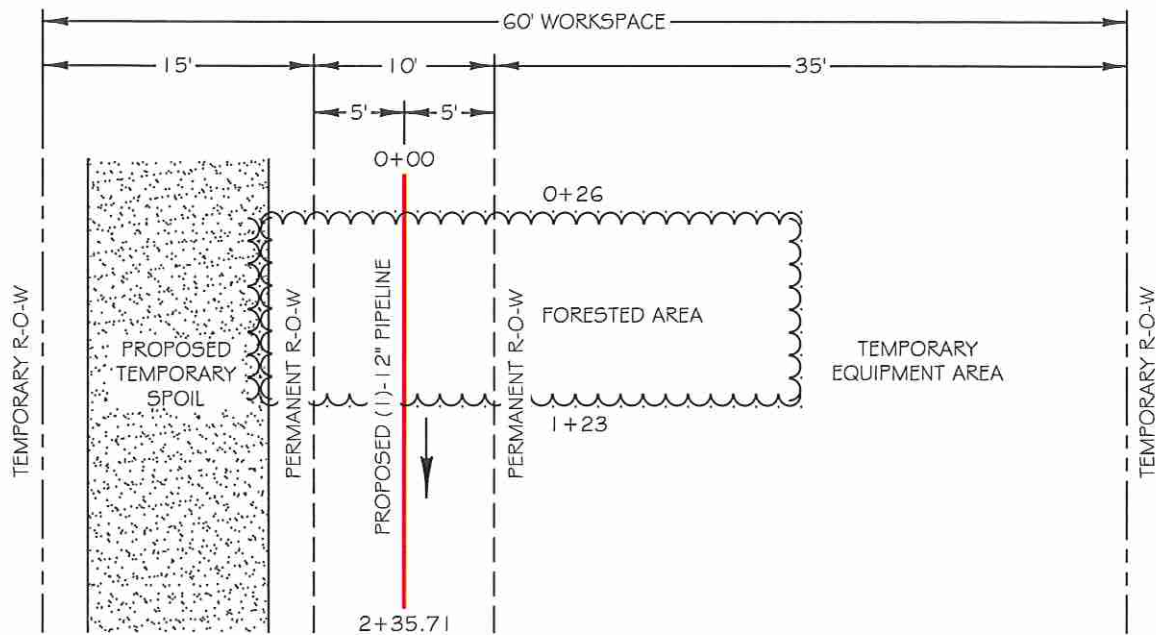 60' WORKSPACE
15'
10'
35'
5'
5'
0+00
0+26
TEMPORARY R-O-W
PROPOSED
TEMPORARY
SPOIL
PERMANENT R-O-W
PROPOSED (1)-12" PIPELINE
PERMANENT R-O-W
FORESTED AREA
TEMPORARY
EQUIPMENT AREA
TEMPORARY R-O-W
1+23
2+35.71